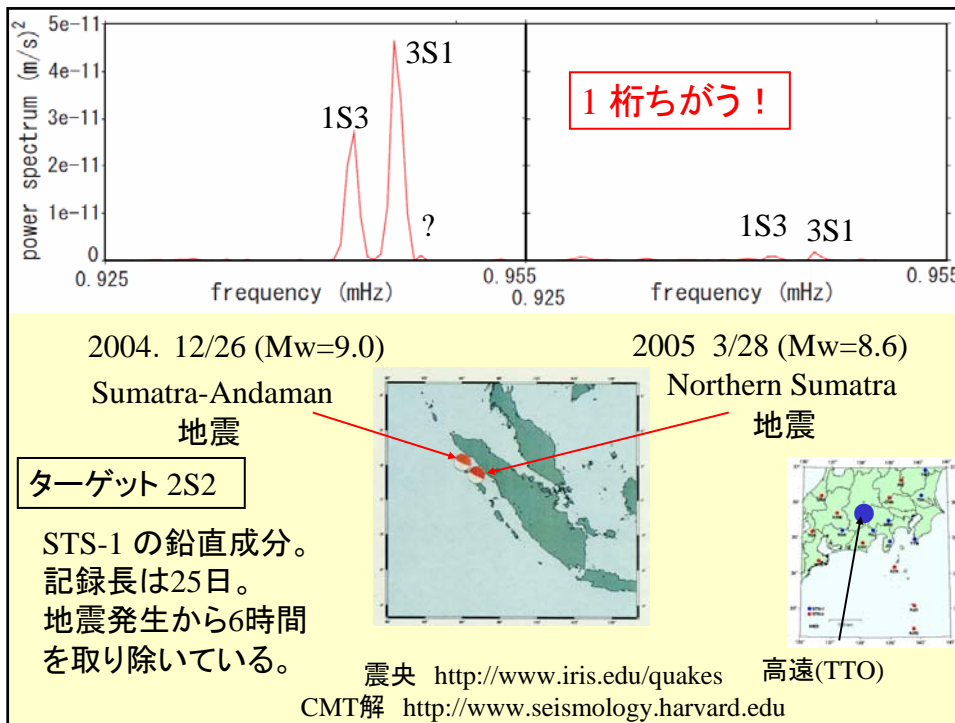 power spectrum (m/s)²
5e-11
4e-11
3e-11
2e-11
1e-11
0
1S3
3S1
?
1 桁ちがう！
1S3
3S1
0.925
0.955
0.925
0.955
frequency (mHz)
frequency (mHz)
2004. 12/26 (Mw=9.0)
Sumatra-Andaman
地震
2005 3/28 (Mw=8.6)
Northern Sumatra
地震
ターゲット 2S2
STS-1 の鉛直成分。
記録長は25日。
地震発生から6時間
を取り除いている。
高遠(TTO)
震央 http://www.iris.edu/quakes
CMT解 http://www.seismology.harvard.edu